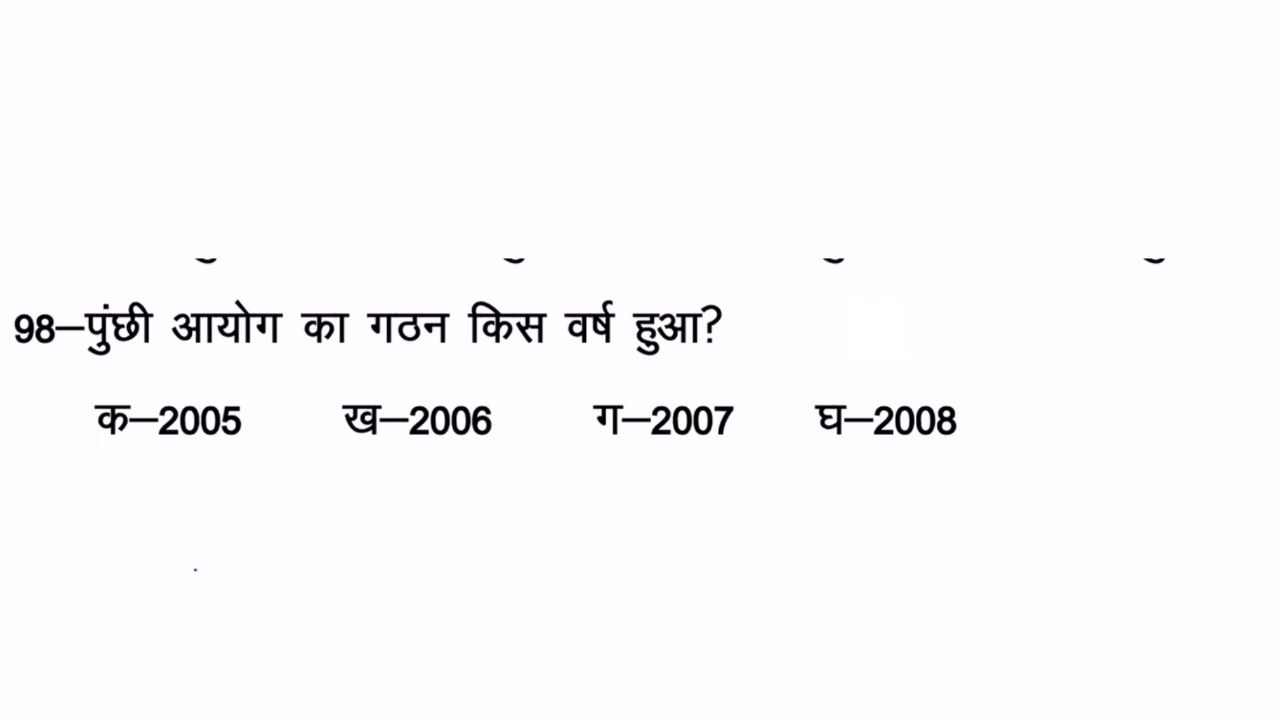 98–पुंछी आयोग का गठन किस वर्ष हुआ?
क–2005 ख–2006 ग–2007 घ–2008